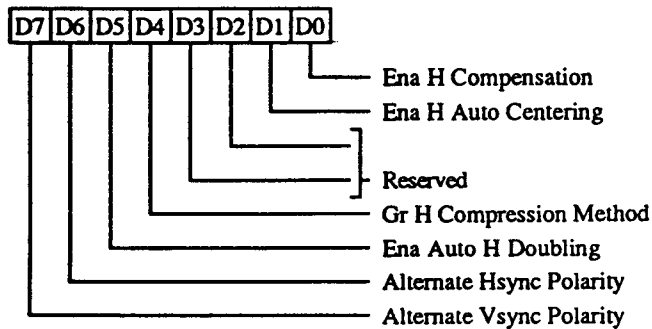 D7 D6 D5 D4 D3 D2 D1 D0
Ena H Compensation
Ena H Auto Centering
Reserved
Gr H Compression Method
Ena Auto H Doubling
Alternate Hsync Polarity
Alternate Vsync Polarity